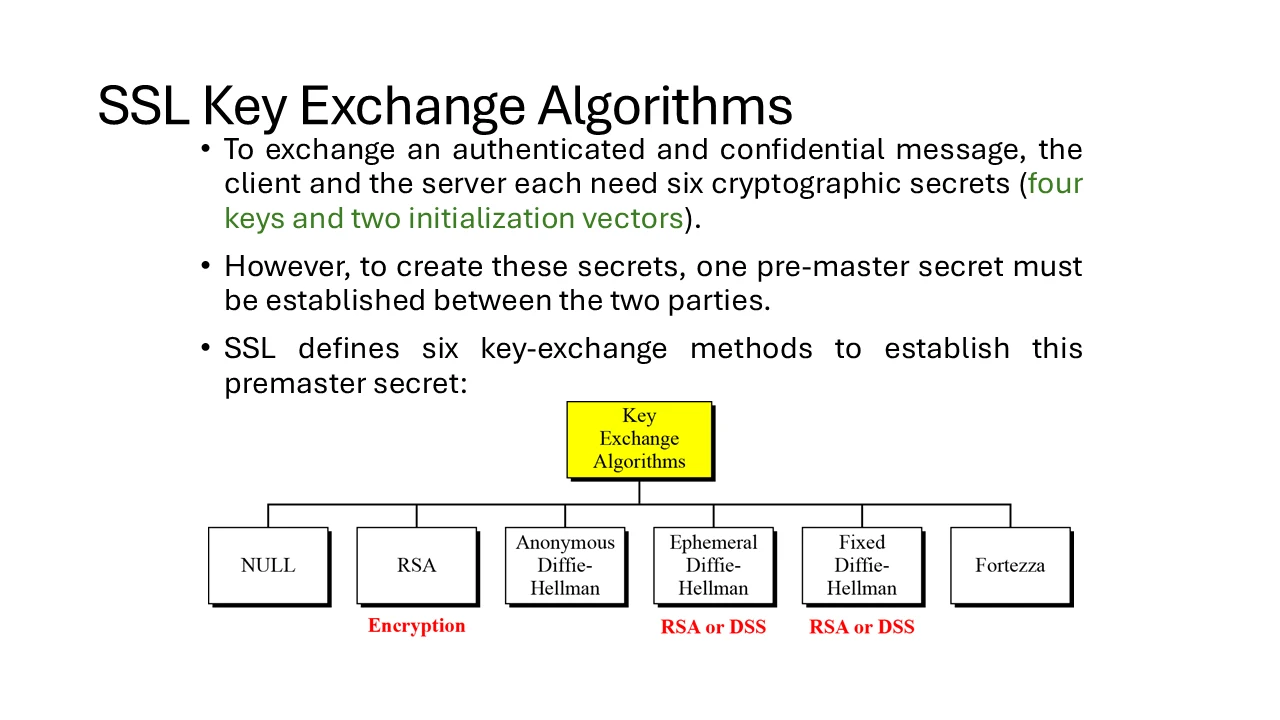 SSL Key Exchange Algorithms
• To exchange an authenticated and confidential message, the
client and the server each need six cryptographic secrets (four
keys and two initialization vectors).
• However, to create these secrets, one pre-master secret must
be established between the two parties.
• SSL defines six key-exchange methods to establish this
premaster secret:
Key
Exchange
Algorithms
NULL
RSA
Anonymous
Diffie-
Hellman
Ephemeral
Diffie-
Hellman
Fixed
Diffie-
Hellman
Fortezza
Encryption
RSA or DSS
RSA or DSS